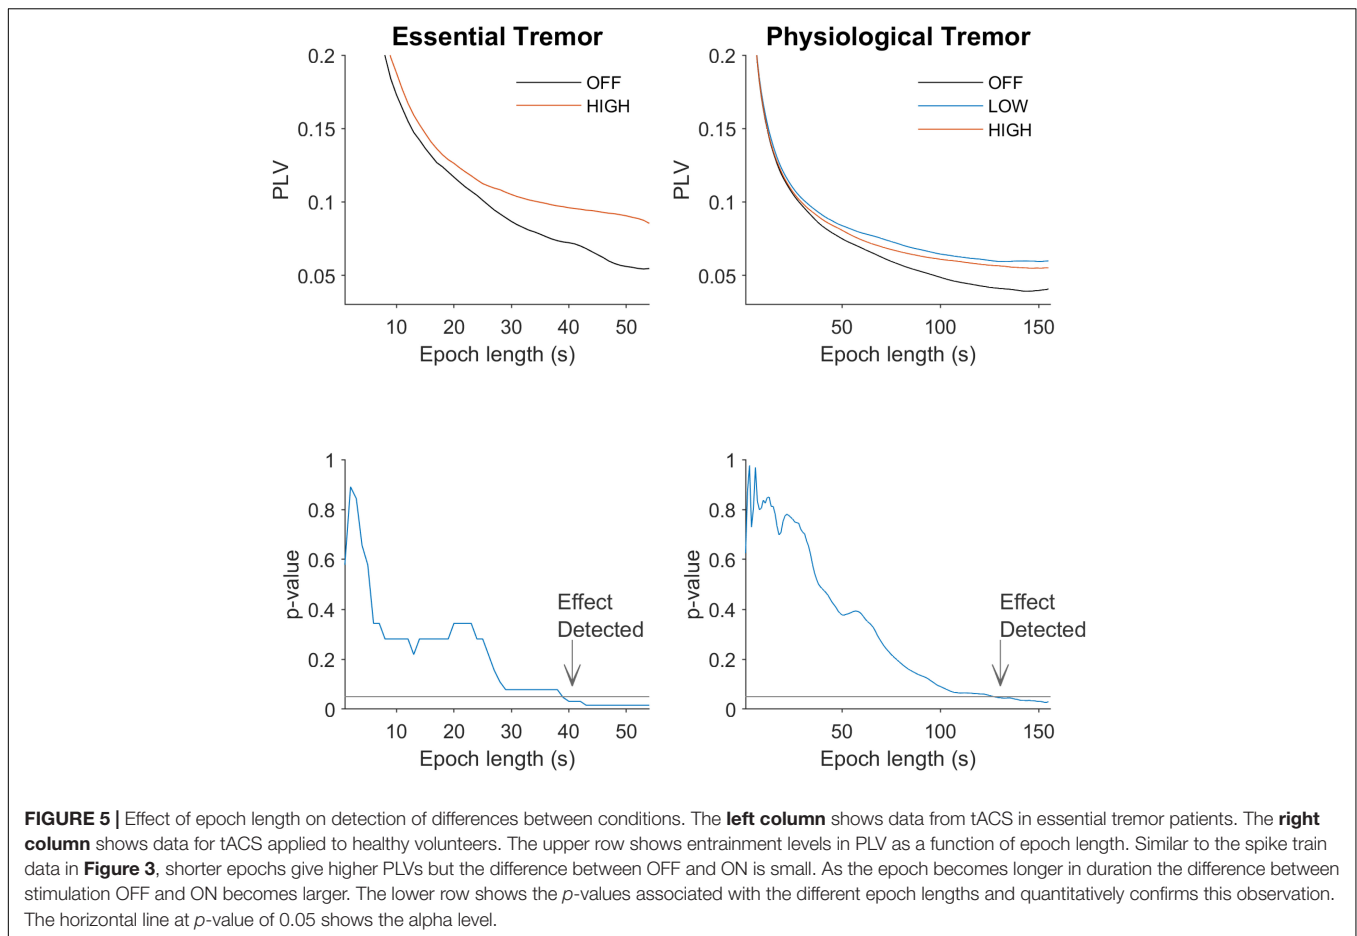 Essential Tremor
0.2
0.15
0.1
0.05
PLV
OFF
HIGH
10 20 30 40 50
Epoch length (s)
Physiological Tremor
0.2
0.15
0.1
0.05
PLV
OFF
LOW
HIGH
50 100 150
Epoch length (s)
1
0.8
0.6
0.4
0.2
0
p-value
Effect
Detected
10 20 30 40 50
Epoch length (s)
1
0.8
0.6
0.4
0.2
0
p-value
Effect
Detected
50 100 150
Epoch length (s)
FIGURE 5 | Effect of epoch length on detection of differences between conditions. The left column shows data from tACS in essential tremor patients. The right
column shows data for tACS applied to healthy volunteers. The upper row shows entrainment levels in PLV as a function of epoch length. Similar to the spike train
data in Figure 3, shorter epochs give higher PLVs but the difference between OFF and ON is small. As the epoch becomes longer in duration the difference between
stimulation OFF and ON becomes larger. The lower row shows the p-values associated with the different epoch lengths and quantitatively confirms this observation.
The horizontal line at p-value of 0.05 shows the alpha level.